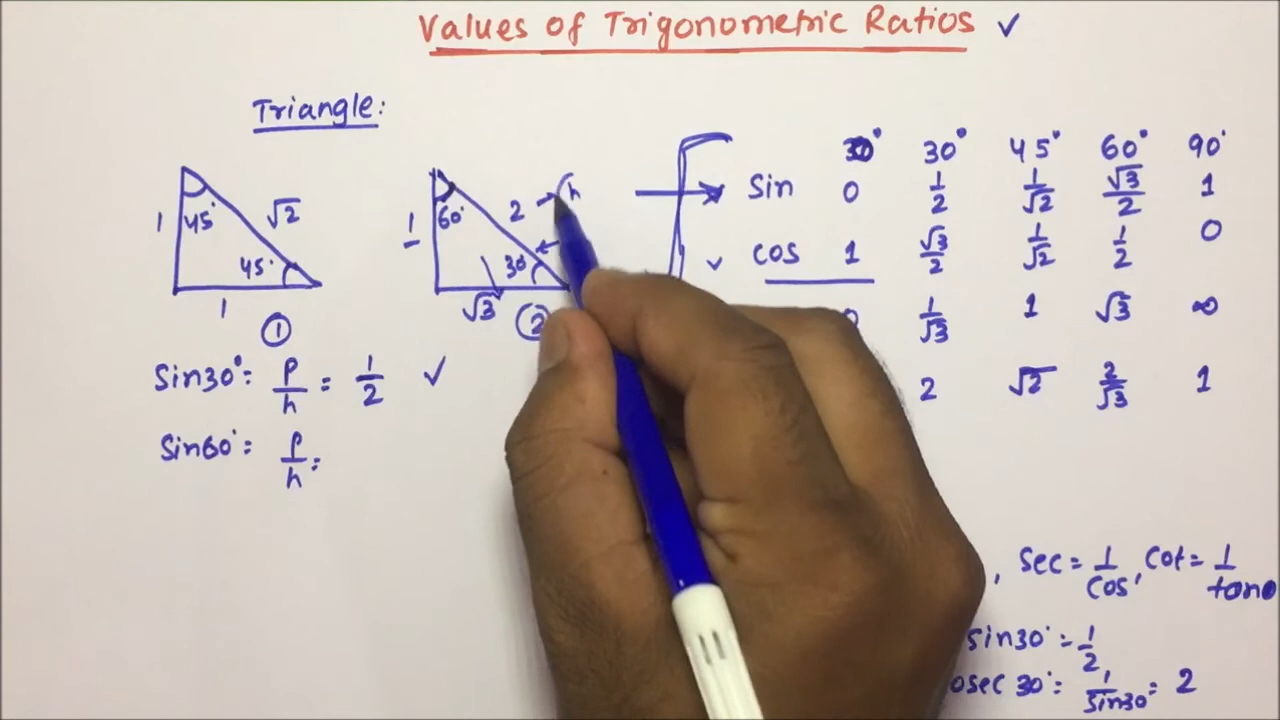 Values of Trigonometric Ratios ✓
Triangle:
1 45° √2 45° 1 ①
1 60° 2 → h 30° √3 ②
Sin30° = P/h = 1/2 ✓
Sin60° = P/h =
30° 45° 60° 90°
Sin 0 1/2 1/√2 √3/2 1
cos 1 √3/2 1/√2 1/2 0
1/√3 1 √3 ∞
2 √2 2/√3 1
, Sec = 1/cos, Cot = 1/tanθ
sin30° = 1/2
osec 30° = 1/sin30 = 2